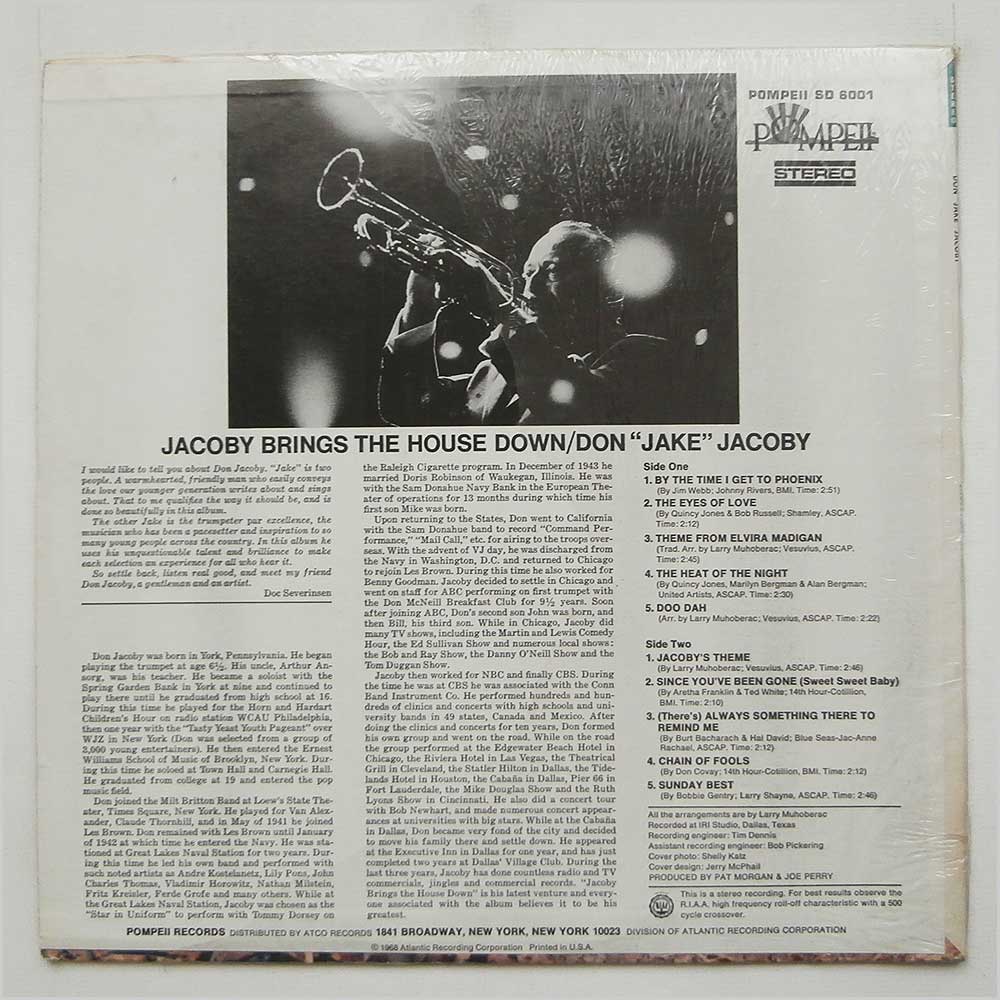 POMPEII SD 6001
POMPEII
STEREO
DON "JAKE" JACOBY
JACOBY BRINGS THE HOUSE DOWN/DON "JAKE" JACOBY
I would like to tell you about Don Jacoby. "Jake" is two
people. A warmhearted, friendly man who easily conveys
the love our younger generation writes about and sings
about. That to me qualifies the way it should be, and is
done so beautifully in this album.
The other Jake is the trumpeter par excellence, the
musician who has been a pacesetter and inspiration to so
many young people across the country. In this album he
uses his unquestionable talent and brilliance to make
each selection an experience for all who hear it.
So settle back, listen real good, and meet my friend
Don Jacoby, a gentleman and an artist.
Doc Severinsen
Don Jacoby was born in York, Pennsylvania. He began
playing the trumpet at age 6½. His uncle, Arthur An-
sorg, was his teacher. He became a soloist with the
Spring Garden Bank in York at nine and continued to
play there until he graduated from high school at 16.
During this time he played for the Horn and Hardart
Children's Hour on radio station WCAU Philadelphia,
then one year with the "Tasty Yeast Youth Pageant" over
WJZ in New York (Don was selected from a group of
3,000 young entertainers). He then entered the Ernest
Williams School of Music of Brooklyn, New York. Dur-
ing this time he soloed at Town Hall and Carnegie Hall.
He graduated from college at 19 and entered the pop
music field.
Don joined the Milt Britton Band at Loew's State The-
ater, Times Square, New York. He played for Van Alex-
ander, Claude Thornhill, and in May of 1941 he joined
Les Brown. Don remained with Les Brown until January
of 1942 at which time he entered the Navy. He was sta-
tioned at Great Lakes Naval Station for two years. Dur-
ing this time he led his own band and performed with
such noted artists as Andre Kostelanetz, Lily Pons, John
Charles Thomas, Vladimir Horowitz, Nathan Milstein,
Fritz Kreisler, Ferde Grofe and many others. While at
the Great Lakes Naval Station, Jacoby was chosen as the
"Star in Uniform" to perform with Tommy Dorsey on
the Raleigh Cigarette program. In December of 1943 he
married Doris Robinson of Waukegan, Illinois. He was
with the Sam Donahue Navy Bank in the European The-
ater of operations for 13 months during which time his
first son Mike was born.
Upon returning to the States, Don went to California
with the Sam Donahue band to record "Command Per-
formance," "Mail Call," etc. for airing to the troops over-
seas. With the advent of VJ day, he was discharged from
the Navy in Washington, D.C. and returned to Chicago
to rejoin Les Brown. During this time he also worked for
Benny Goodman. Jacoby decided to settle in Chicago and
went on staff for ABC performing on first trumpet with
the Don McNeill Breakfast Club for 9½ years. Soon
after joining ABC, Don's second son John was born, and
then Bill, his third son. While in Chicago, Jacoby did
many TV shows, including the Martin and Lewis Comedy
Hour, the Ed Sullivan Show and numerous local shows:
the Bob and Ray Show, the Danny O'Neill Show and the
Tom Duggan Show.
Jacoby then worked for NBC and finally CBS. During
the time he was at CBS he was associated with the Conn
Band Instrument Co. He performed hundreds and hun-
dreds of clinics and concerts with high schools and uni-
versity bands in 49 states, Canada and Mexico. After
doing the clinics and concerts for ten years, Don formed
his own group and went on the road. While on the road
the group performed at the Edgewater Beach Hotel in
Chicago, the Riviera Hotel in Las Vegas, the Theatrical
Grill in Cleveland, the Statler Hilton in Dallas, the Tide-
lands Hotel in Houston, the Cabaña in Dallas, Pier 66 in
Fort Lauderdale, the Mike Douglas Show and the Ruth
Lyons Show in Cincinnati. He also did a concert tour
with Bob Newhart, and made numerous concert appear-
ances at universities with big stars. While at the Cabaña
in Dallas, Don became very fond of the city and decided
to move his family there and settle down. He appeared
at the Executive Inn in Dallas for one year, and has just
completed two years at Dallas' Village Club. During the
last three years, Jacoby has done countless radio and TV
commercials, jingles and commercial records. "Jacoby
Brings the House Down" is his latest venture and every-
one associated with the album believes it to be his
greatest.
Side One
1. BY THE TIME I GET TO PHOENIX
(By Jim Webb; Johnny Rivers, BMI. Time: 2:51)
2. THE EYES OF LOVE
(By Quincy Jones & Bob Russell; Shamley, ASCAP.
Time: 2:12)
3. THEME FROM ELVIRA MADIGAN
(Trad. Arr. by Larry Muhoberac; Vesuvius, ASCAP.
Time: 2:45)
4. THE HEAT OF THE NIGHT
(By Quincy Jones, Marilyn Bergman & Alan Bergman;
United Artists, ASCAP. Time: 2:30)
5. DOO DAH
(Arr. by Larry Muhoberac; Vesuvius, ASCAP. Time: 2:22)
Side Two
1. JACOBY'S THEME
(By Larry Muhoberac; Vesuvius, ASCAP. Time: 2:46)
2. SINCE YOU'VE BEEN GONE (Sweet Sweet Baby)
(By Aretha Franklin & Ted White; 14th Hour-Cotillion,
BMI. Time: 2:10)
3. (There's) ALWAYS SOMETHING THERE TO
REMIND ME
(By Burt Bacharach & Hal David; Blue Seas-Jac-Anne
Rachael, ASCAP. Time: 2:12)
4. CHAIN OF FOOLS
(By Don Covay; 14th Hour-Cotillion, BMI. Time: 2:12)
5. SUNDAY BEST
(By Bobbie Gentry; Larry Shayne, ASCAP. Time: 2:46)
All the arrangements are by Larry Muhoberac
Recorded at IRI Studio, Dallas, Texas
Recording engineer: Tim Dennis
Assistant recording engineer: Bob Pickering
Cover photo: Shelly Katz
Cover design: Jerry McPhail
PRODUCED BY PAT MORGAN & JOE PERRY
This is a stereo recording. For best results observe the
R.I.A.A. high frequency roll-off characteristic with a 500
cycle crossover.
POMPEII RECORDS DISTRIBUTED BY ATCO RECORDS 1841 BROADWAY, NEW YORK, NEW YORK 10023 DIVISION OF ATLANTIC RECORDING CORPORATION
© 1968 Atlantic Recording Corporation Printed in U.S.A.